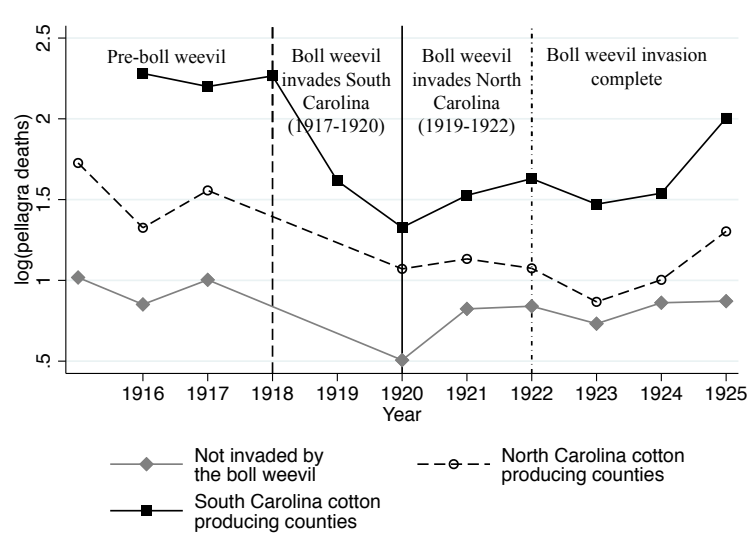 log(pellagra deaths)
2.5
2
1.5
1
.5
Pre-boll weevil
Boll weevil
invades South
Carolina
(1917-1920)
Boll weevil
invades North
Carolina
(1919-1922)
Boll weevil invasion
complete
1916 1917 1918 1919 1920 1921 1922 1923 1924 1925
Year
Not invaded by
the boll weevil
North Carolina cotton
producing counties
South Carolina cotton
producing counties